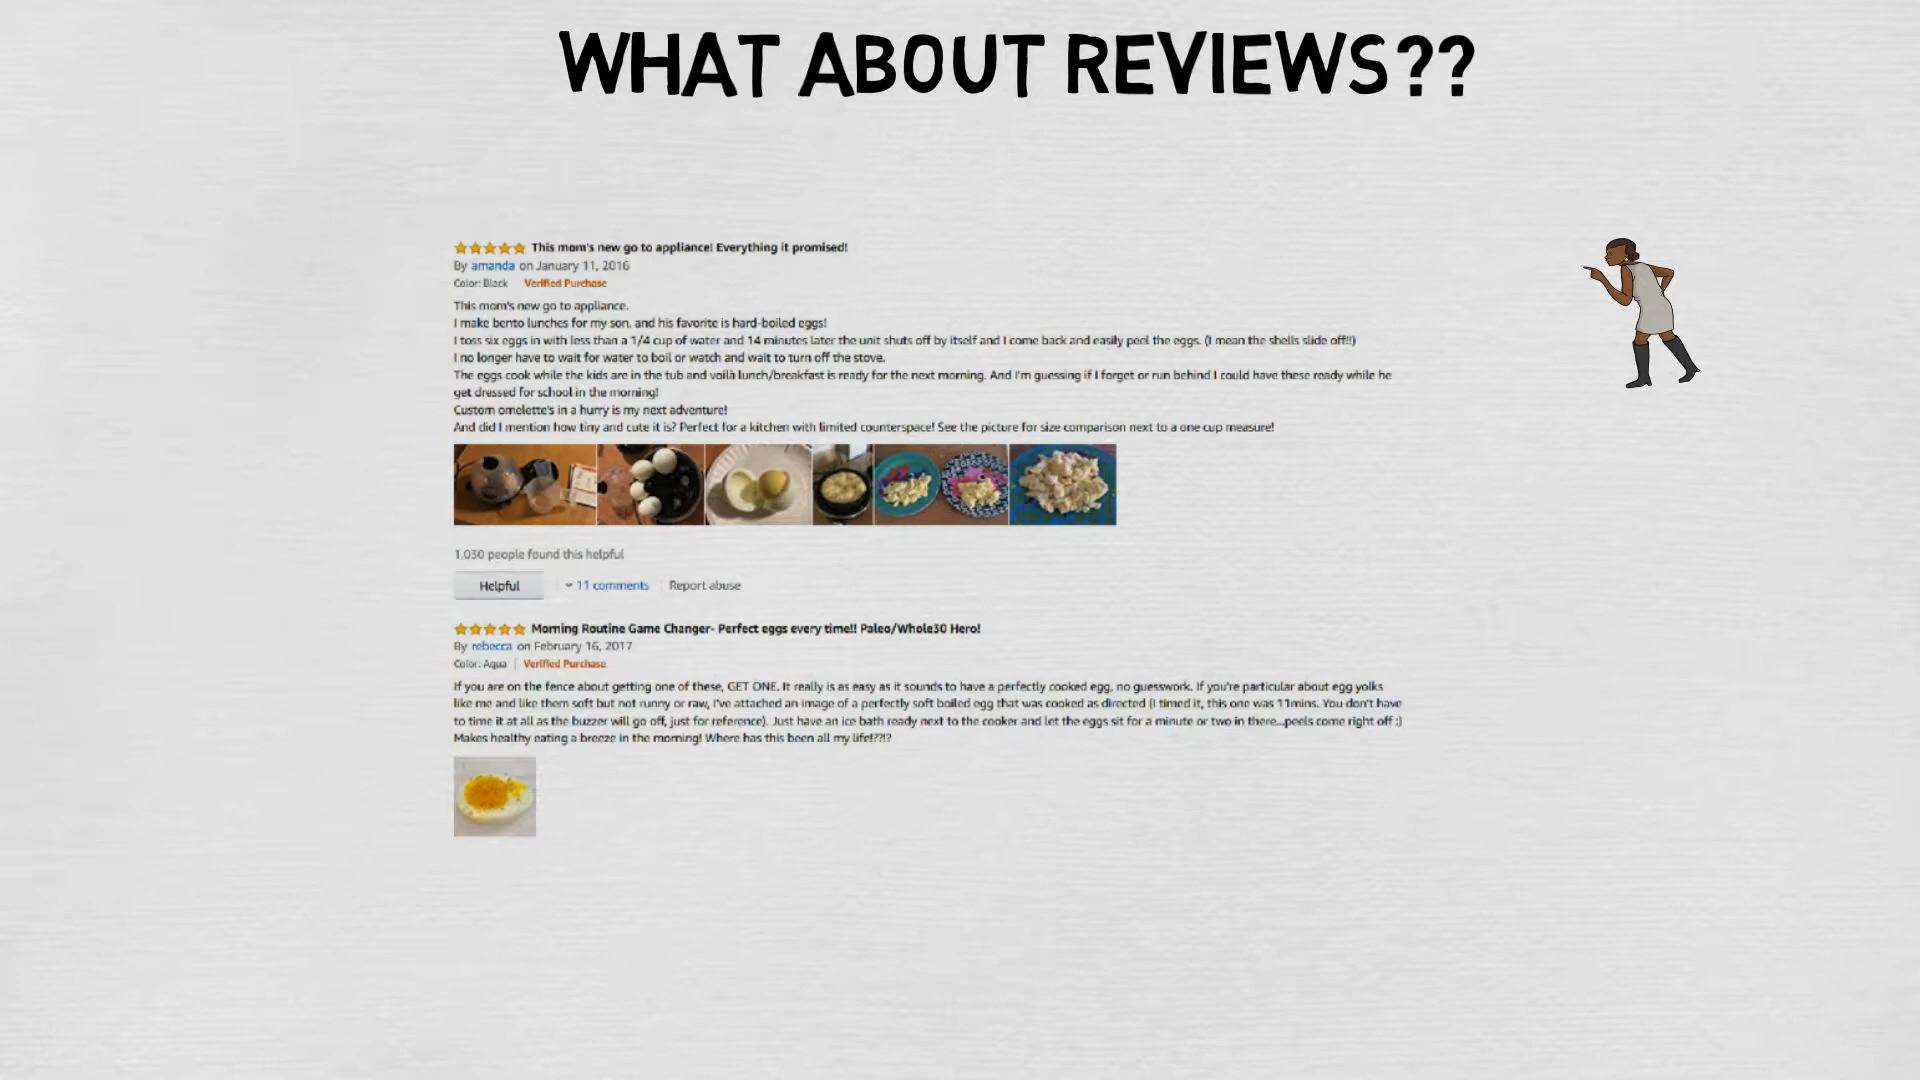 WHAT ABOUT REVIEWS??
This mom's new go to appliance! Everything it promised!
By amanda on January 11, 2016
Color: Black Verified Purchase
This mom's new go to appliance.
I make bento lunches for my son, and his favorite is hard-boiled eggs!
I toss six eggs in with less than a 1/4 cup of water and 14 minutes later the unit shuts off by itself and I come back and easily peel the eggs. (I mean the shells slide off!!)
I no longer have to wait for water to boil or watch and wait to turn off the stove.
The eggs cook while the kids are in the tub and voilà lunch/breakfast is ready for the next morning. And I'm guessing if I forget or run behind I could have these ready while he
get dressed for school in the morning!
Custom omelette's in a hurry is my next adventure!
And did I mention how tiny and cute it is? Perfect for a kitchen with limited counterspace! See the picture for size comparison next to a one cup measure!
1,030 people found this helpful
Helpful 11 comments Report abuse
Morning Routine Game Changer- Perfect eggs every time!! Paleo/Whole30 Hero!
By rebecca on February 16, 2017
Color: Aqua | Verified Purchase
If you are on the fence about getting one of these, GET ONE. It really is as easy as it sounds to have a perfectly cooked egg, no guesswork. If you're particular about egg yolks
like me and like them soft but not runny or raw, I've attached an image of a perfectly soft boiled egg that was cooked as directed (I timed it, this one was 11mins. You don't have
to time it at all as the buzzer will go off, just for reference). Just have an ice bath ready next to the cooker and let the eggs sit for a minute or two in there...peels come right off :)
Makes healthy eating a breeze in the morning! Where has this been all my life!??!?